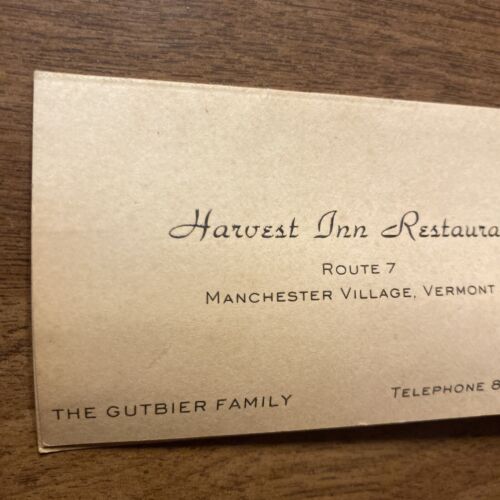 Harvest Inn Restaura
ROUTE 7
MANCHESTER VILLAGE, VERMONT
THE GUTBIER FAMILY
TELEPHONE 8